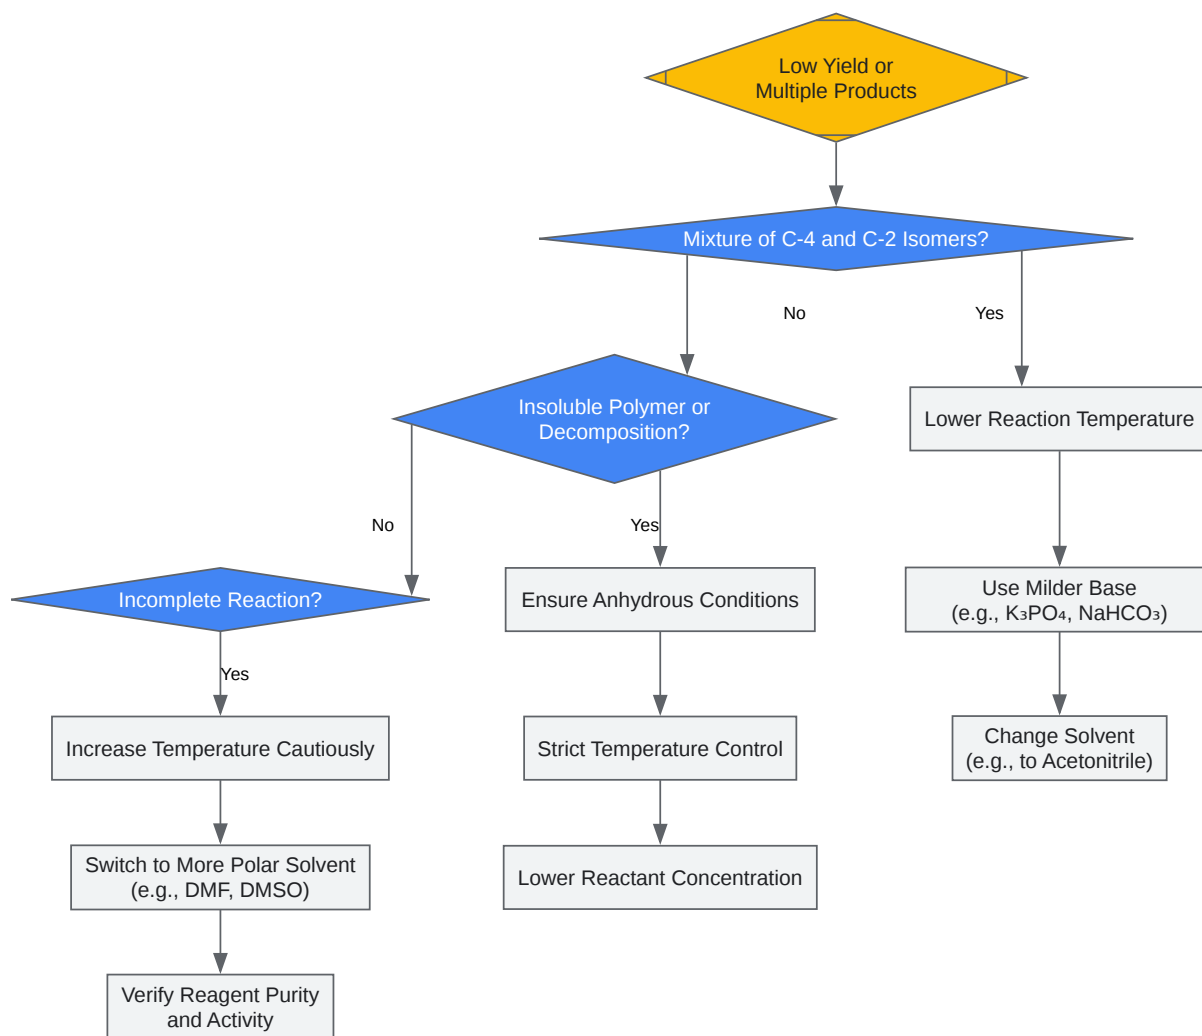 Low Yield or
Multiple Products
Mixture of C-4 and C-2 Isomers?
No
Yes
Insoluble Polymer or
Decomposition?
Lower Reaction Temperature
No
Yes
Incomplete Reaction?
Ensure Anhydrous Conditions
Use Milder Base
(e.g., K₃PO₄, NaHCO₃)
Yes
Increase Temperature Cautiously
Strict Temperature Control
Change Solvent
(e.g., to Acetonitrile)
Switch to More Polar Solvent
(e.g., DMF, DMSO)
Lower Reactant Concentration
Verify Reagent Purity
and Activity